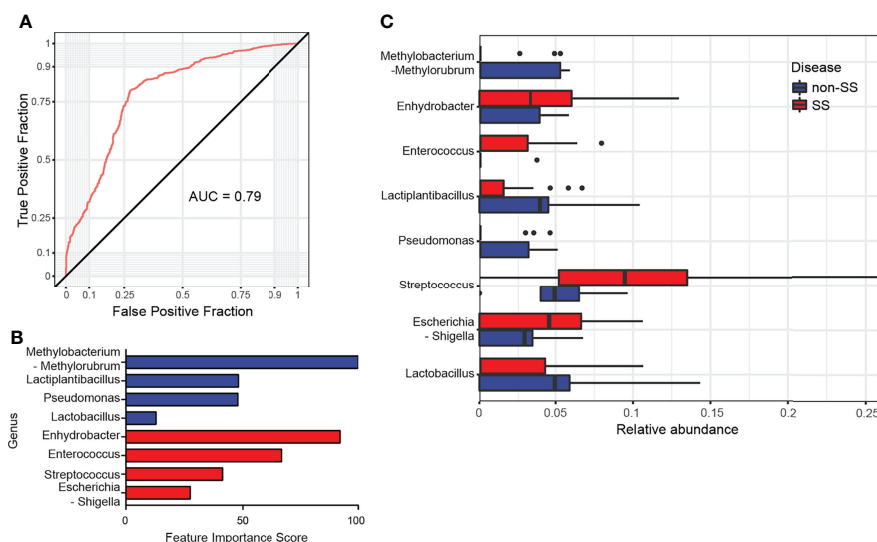 A
1
0.9
0.75
0.5
0.25
0.1
0
True Positive Fraction
AUC = 0.79
0 0.1 0.25 0.5 0.75 0.9 1
False Positive Fraction
B
Genus
Methylobacterium
- Methylorubrum
Lactiplantibacillus
Pseudomonas
Lactobacillus
Enhydrobacter
Enterococcus
Streptococcus
Escherichia
- Shigella
0 50 100
Feature Importance Score
C
Methylobacterium
-Methylorubrum
Enhydrobacter
Enterococcus
Lactiplantibacillus
Pseudomonas
Streptococcus
Escherichia
- Shigella
Lactobacillus
Disease
non-SS
SS
0 0.05 0.1 0.15 0.2 0.25
Relative abundance